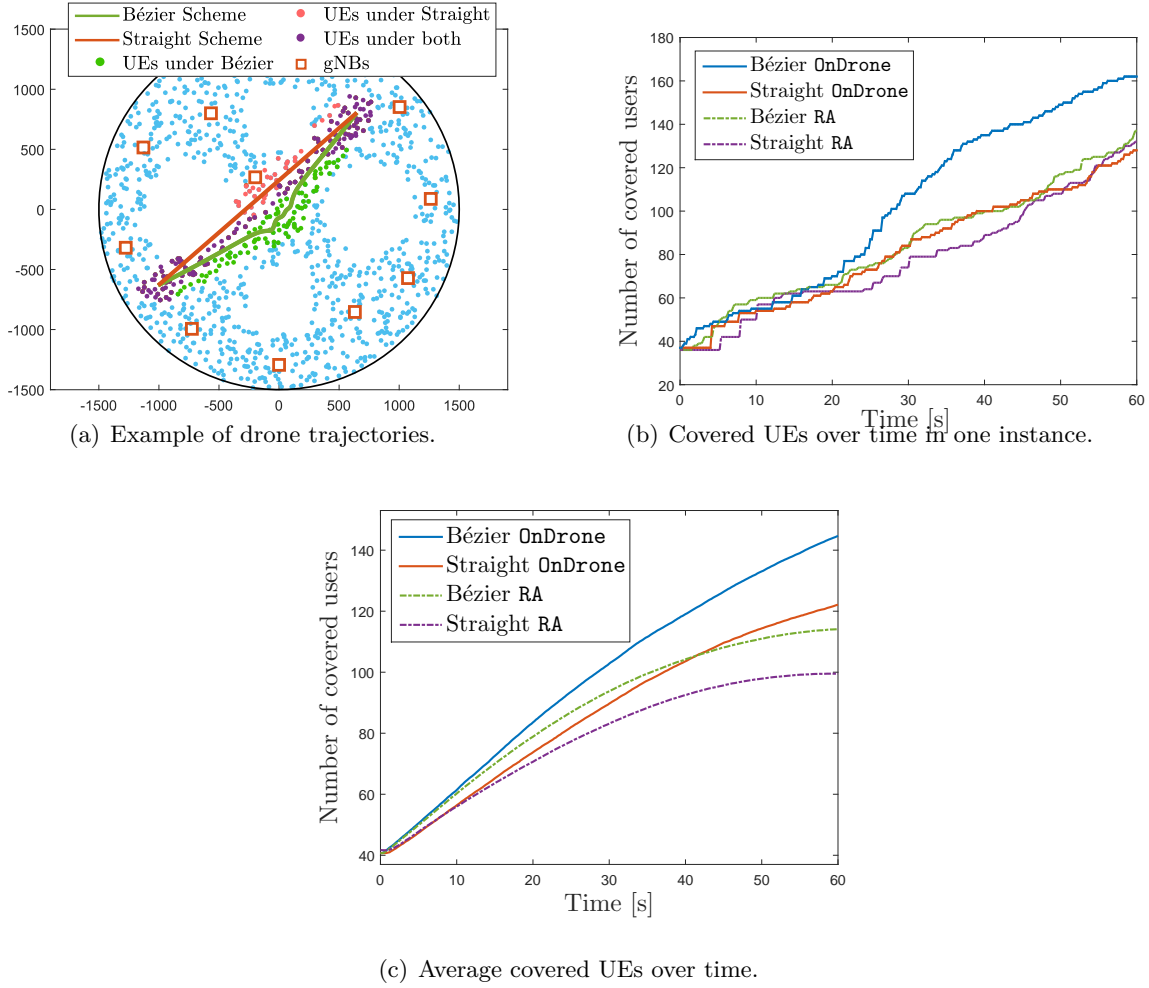 Bézier Scheme
Straight Scheme
UEs under Bézier
UEs under Straight
UEs under both
gNBs
1500
1000
500
0
-500
-1000
-1500
-1500 -1000 -500 0 500 1000 1500
(a) Example of drone trajectories.
Number of covered users
180
160
140
120
100
80
60
40
20
Bézier OnDrone
Straight OnDrone
Bézier RA
Straight RA
0 10 20 30 40 50 60
Time [s]
(b) Covered UEs over time in one instance.
Number of covered users
140
120
100
80
60
40
Bézier OnDrone
Straight OnDrone
Bézier RA
Straight RA
0 10 20 30 40 50 60
Time [s]
(c) Average covered UEs over time.